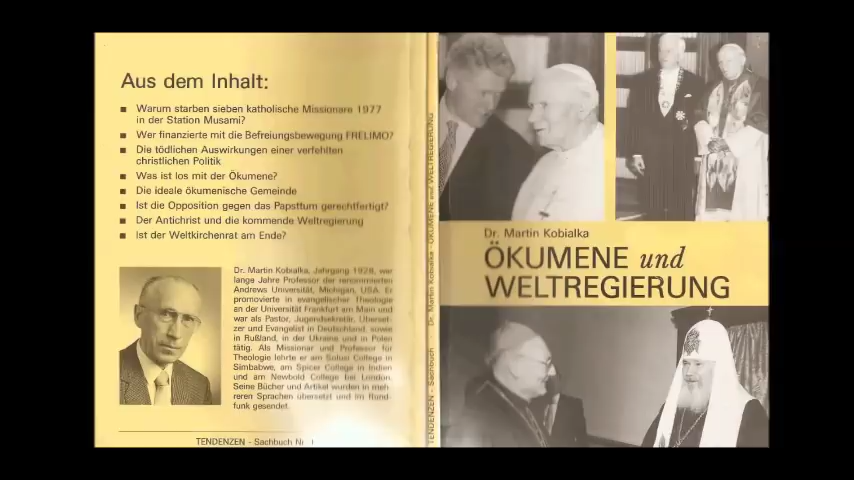 Aus dem Inhalt:
Warum starben sieben katholische Missionare 1977
in der Station Musami?
Wer finanzierte mit die Befreiungsbewegung FRELIMO?
Die tödlichen Auswirkungen einer verfehlten
christlichen Politik
Was ist los mit der Ökumene?
Die ideale ökumenische Gemeinde
Ist die Opposition gegen das Papsttum gerechtfertigt?
Der Antichrist und die kommende Weltregierung
Ist der Weltkirchenrat am Ende?
Dr. Martin Kobialka, Jahrgang 1928, wer
lange Jahre Professor der renommierten
Andrews Universität, Michigan, USA. Er
promovierte in evangelischer Theologie
an der Universität Frankfurt am Main und
war als Pastor, Jugendsekretär, Überset-
zer und Evangelist in Deutschland, sowie
in Rußland, in der Ukraine und in Polen
tätig. Als Missionar und Professor für
Theologie lehrte er am Solusi College in
Simbabwe, am Spicer College in Indien
und am Newbold College bei London.
Seine Bücher und Artikel wurden in meh-
reren Sprachen übersetzt und im Rund-
funk gesendet.
TENDENZEN - Sachbuch Nr. 1
TENDENZEN - Sachbuch Dr. Martin Kobialka - ÖKUMENE und WELTREGIERUNG
Dr. Martin Kobialka
ÖKUMENE und
WELTREGIERUNG